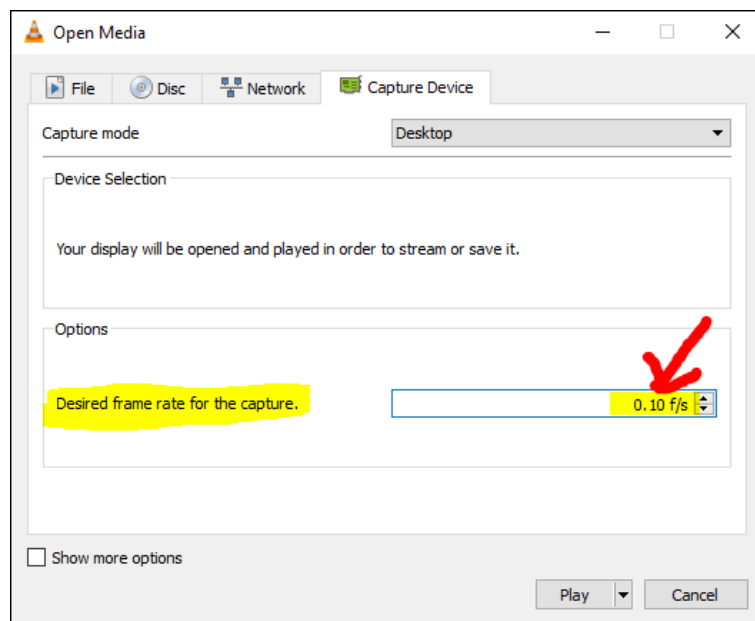 Open Media
File
Disc
Network
Capture Device
Capture mode
Desktop
Device Selection
Your display will be opened and played in order to stream or save it.
Options
Desired frame rate for the capture.
0.10 f/s
Show more options
Play
Cancel